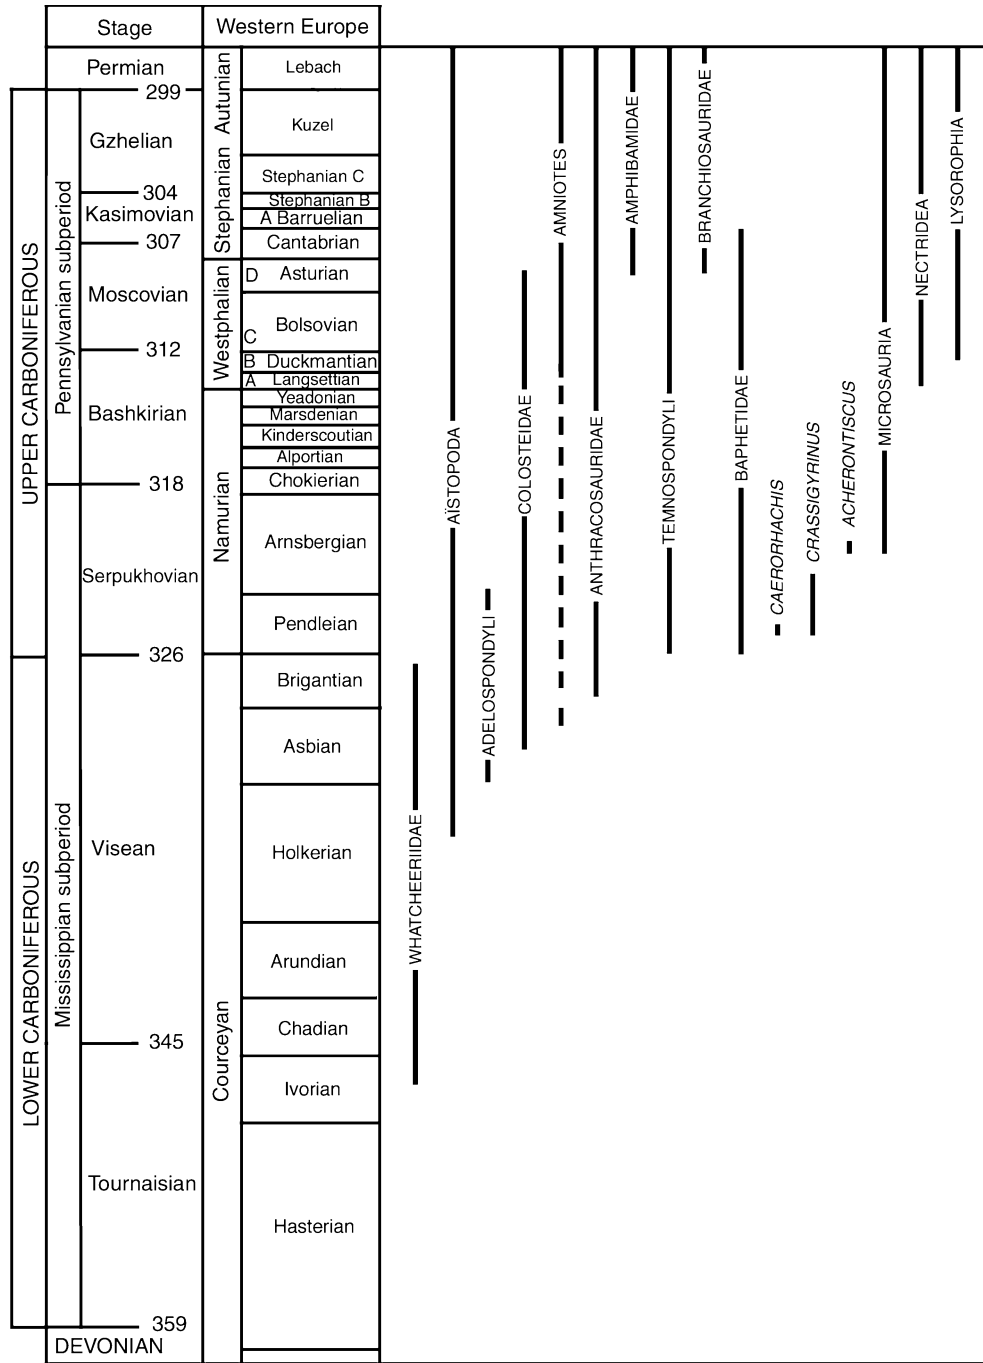 Stage
Western Europe
Permian
299
Gzhelian
304
Kasimovian
307
Moscovian
312
Bashkirian
318
Serpukhovian
326
Visean
345
Tournaisian
359
DEVONIAN
UPPER CARBONIFEROUS
LOWER CARBONIFEROUS
Pennsylvanian subperiod
Mississippian subperiod
Autunian
Stephanian
Westphalian
Namurian
Courceyan
Lebach
Kuzel
Stephanian C
Stephanian B
A Barruelian
Cantabrian
D Asturian
Bolsovian
C
B Duckmantian
A Langsettian
Yeadonian
Marsdenian
Kinderscoutian
Alportian
Chokierian
Arnsbergian
Pendleian
Brigantian
Asbian
Holkerian
Arundian
Chadian
Ivorian
Hasterian
WHATCHEERIIDAE
AÏSTOPODA
ADELOSPONDYLI
COLOSTEIDAE
AMNIOTES
ANTHRACOSAURIDAE
AMPHIBAMIDAE
TEMNOSPONDYLI
BRANCHIOSAURIDAE
BAPHETIDAE
CAERORHACHIS
CRASSIGYRINUS
ACHERONTISCUS
MICROSAURIA
NECTRIDEA
LYSOROPHIA